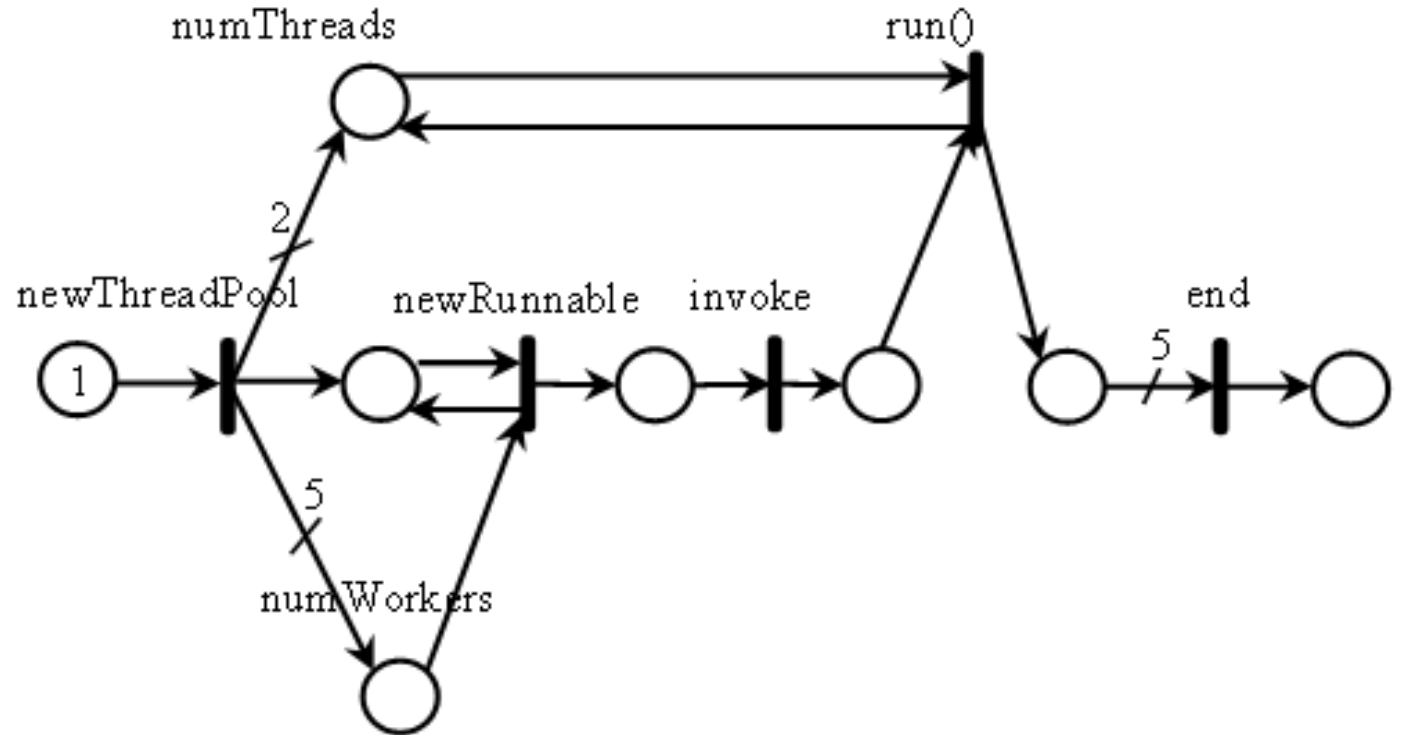 numThreads
run()
2
newThreadPool
newRunnable
invoke
end
1
5
5
numWorkers